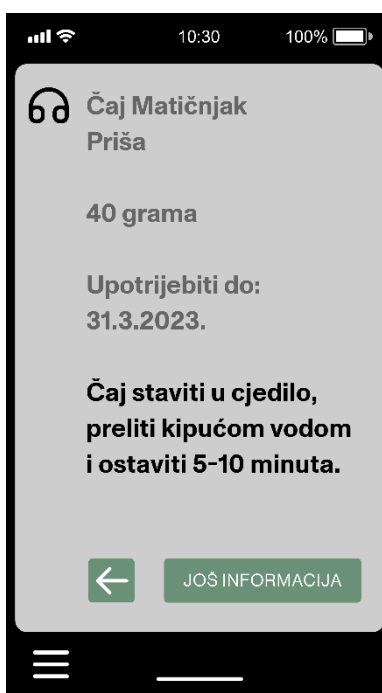 10:30 100%
Čaj Matičnjak
Priša
40 grama
Upotrijebiti do:
31.3.2023.
Čaj staviti u cjedilo,
preliti kipućom vodom
i ostaviti 5-10 minuta.
JOŠ INFORMACIJA